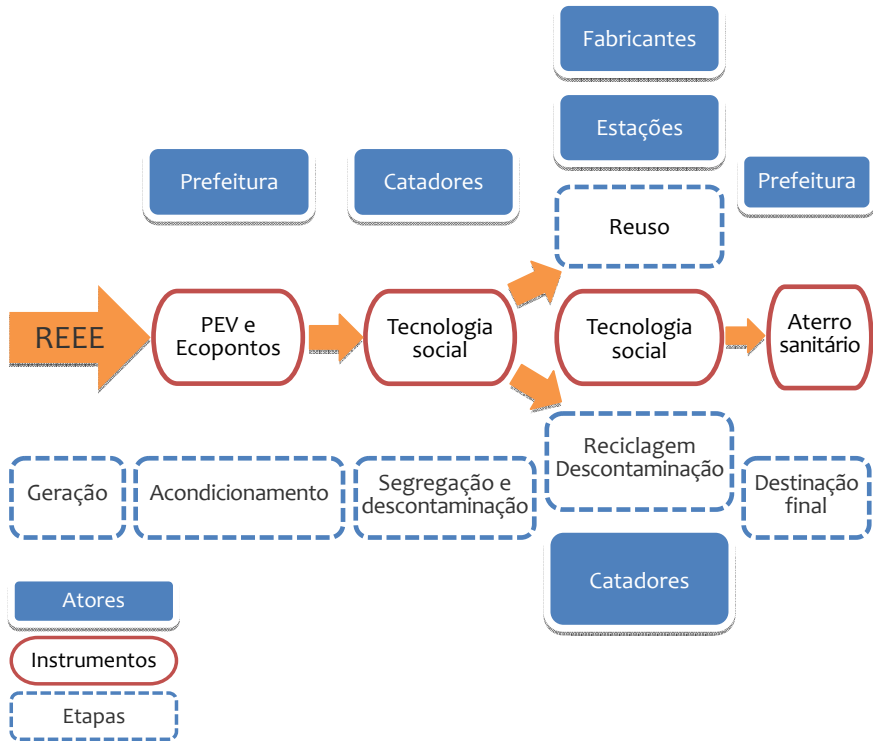 Fabricantes
Estações
Prefeitura
Catadores
Prefeitura
Reuso
REEE
PEV e
Ecopontos
Tecnologia
social
Tecnologia
social
Aterro
sanitário
Geração
Acondicionamento
Segregação e
descontaminação
Reciclagem
Descontaminação
Destinação
final
Catadores
Atores
Instrumentos
Etapas